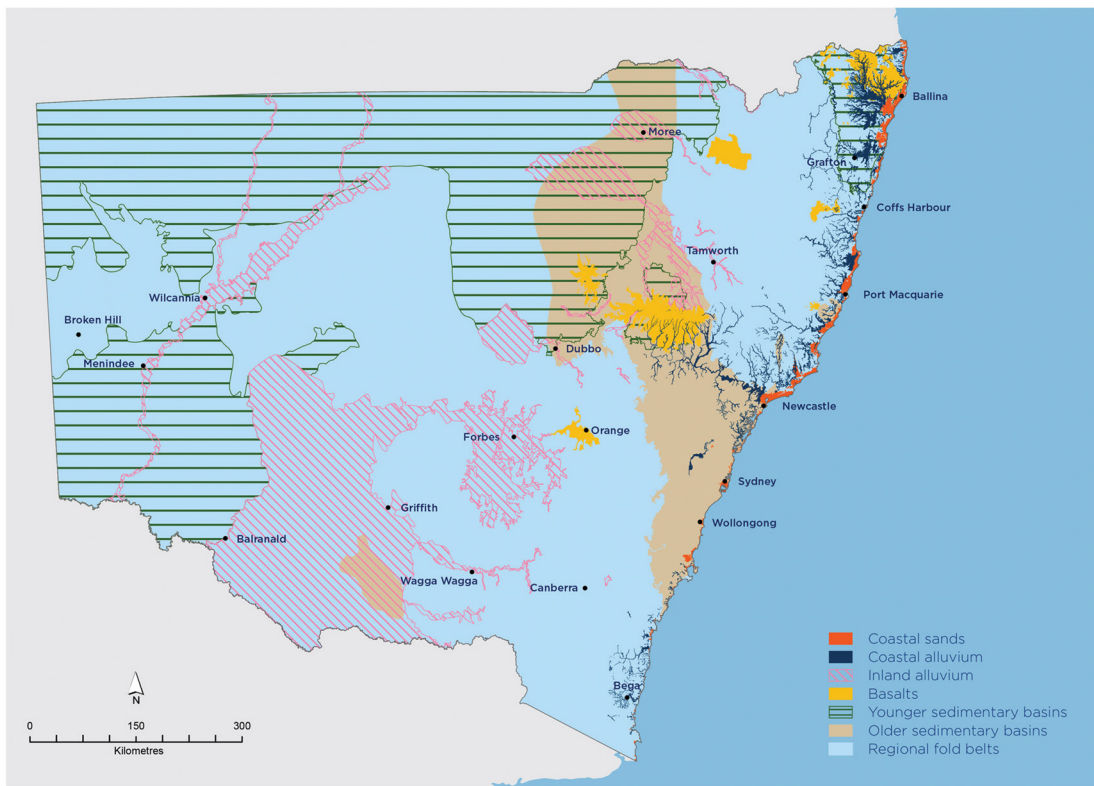 Ballina
Moree
Grafton
Coffs Harbour
Tamworth
Port Macquarie
Wilcannia
Broken Hill
Dubbo
Menindee
Newcastle
Orange
Forbes
Sydney
Griffith
Wollongong
Balranald
Wagga Wagga
Canberra
Bega
N
0 150 300
Kilometres
Coastal sands
Coastal alluvium
Inland alluvium
Basalts
Younger sedimentary basins
Older sedimentary basins
Regional fold belts